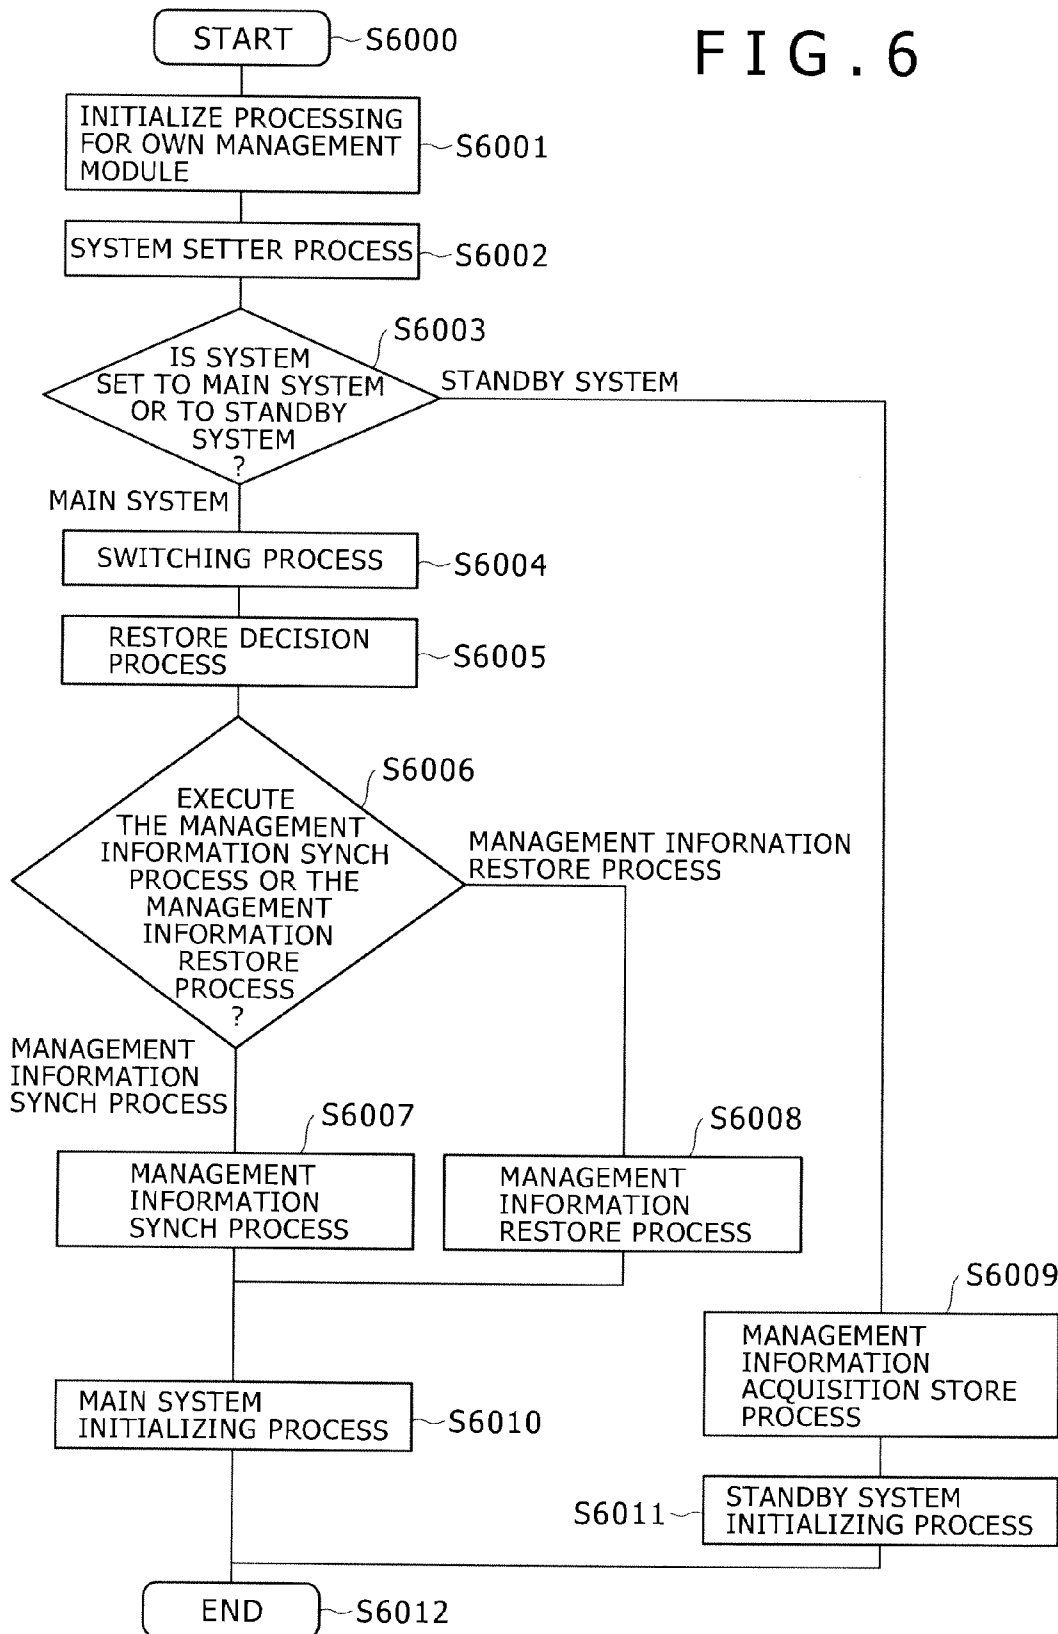 FIG.6
START
S6000
INITIALIZE PROCESSING
FOR OWN MANAGEMENT
MODULE
S6001
SYSTEM SETTER PROCESS
S6002
S6003
IS SYSTEM
SET TO MAIN SYSTEM
OR TO STANDBY
SYSTEM
?
STANDBY SYSTEM
MAIN SYSTEM
SWITCHING PROCESS
S6004
RESTORE DECISION
PROCESS
S6005
S6006
EXECUTE
THE MANAGEMENT
INFORMATION SYNCH
PROCESS OR THE
MANAGEMENT
INFORMATION
RESTORE
PROCESS
?
MANAGEMENT INFORNATION
RESTORE PROCESS
MANAGEMENT
INFORMATION
SYNCH PROCESS
S6007
MANAGEMENT
INFORMATION
SYNCH PROCESS
S6008
MANAGEMENT
INFORMATION
RESTORE PROCESS
S6009
MANAGEMENT
INFORMATION
ACQUISITION STORE
PROCESS
MAIN SYSTEM
INITIALIZING PROCESS
S6010
S6011
STANDBY SYSTEM
INITIALIZING PROCESS
END
S6012